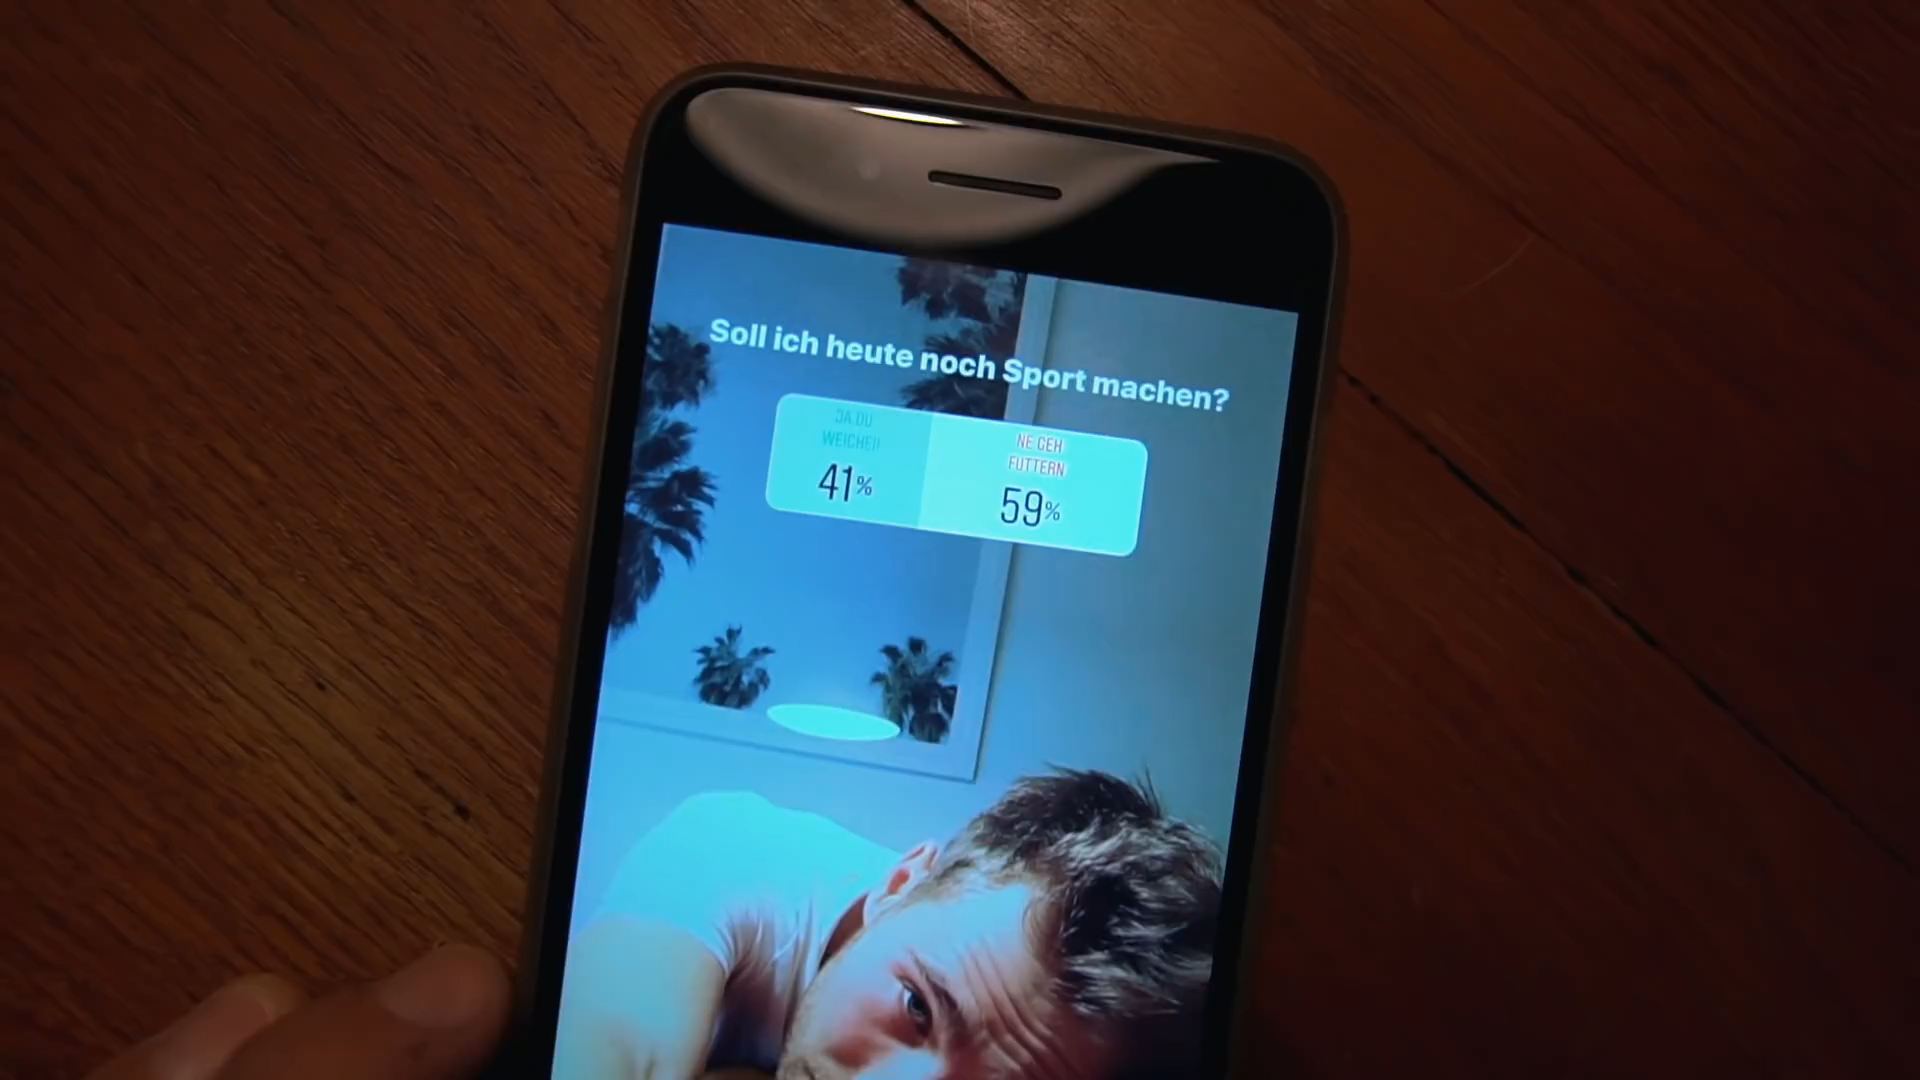 Soll ich heute noch Sport machen?
JA DU
WEICHEI!
41%
NE GEH
FUTTERN
59%